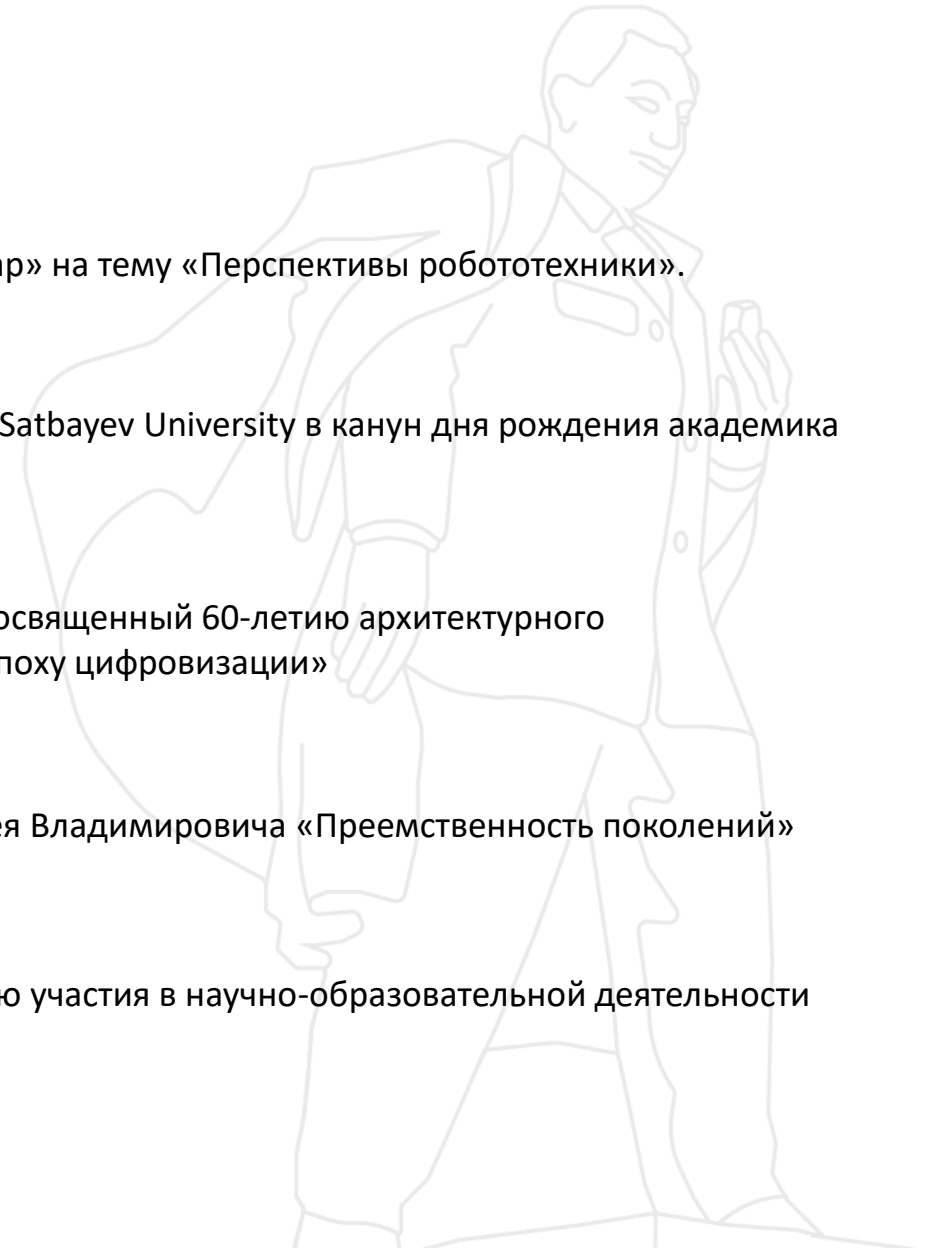 ар» на тему «Перспективы робототехники».
Satbayev University в канун дня рождения академика
освященный 60-летию архитектурного
поху цифровизации»
ея Владимировича «Преемственность поколений»
ю участия в научно-образовательной деятельности